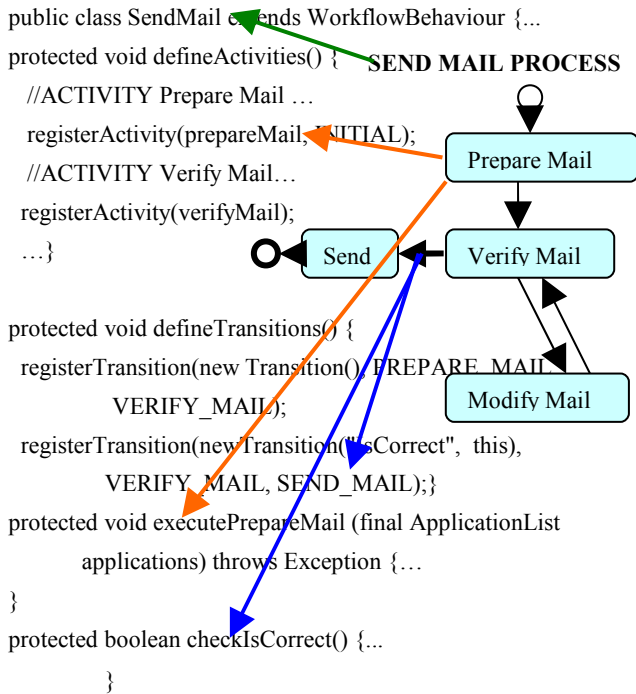 public class SendMail extends WorkflowBehaviour {...
protected void defineActivities() {
SEND MAIL PROCESS
//ACTIVITY Prepare Mail …
registerActivity(prepareMail, INITIAL);
Prepare Mail
//ACTIVITY Verify Mail…
registerActivity(verifyMail);
…}
Send
Verify Mail
protected void defineTransitions() {
registerTransition(new Transition(), PREPARE_MAIL
Modify Mail
VERIFY_MAIL);
registerTransition(newTransition("isCorrect", this),
VERIFY_MAIL, SEND_MAIL);}
protected void executePrepareMail (final ApplicationList
applications) throws Exception {…
}
protected boolean checkIsCorrect() {...
}